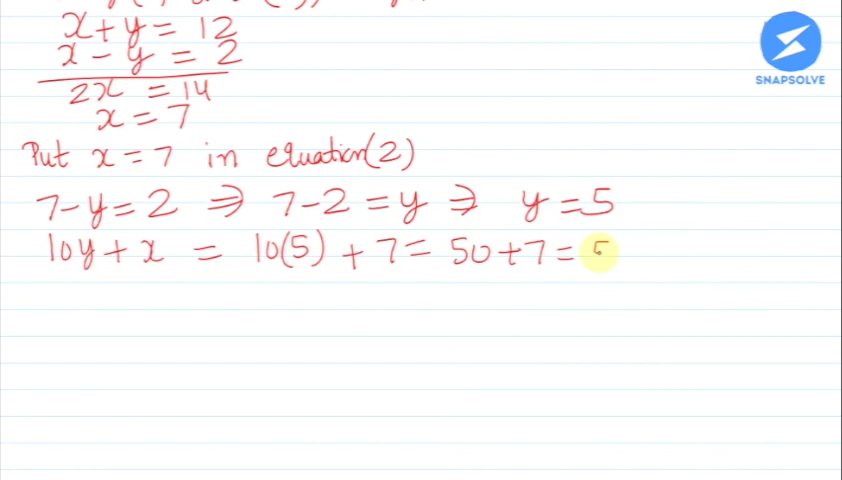 x + y = 12
x - y = 2
2x = 14
x = 7
Put x = 7 in equation(2)
7 - y = 2 ⇒ 7 - 2 = y ⇒ y = 5
10y + x = 10(5) + 7 = 50 + 7 = 5
SNAPSOLVE